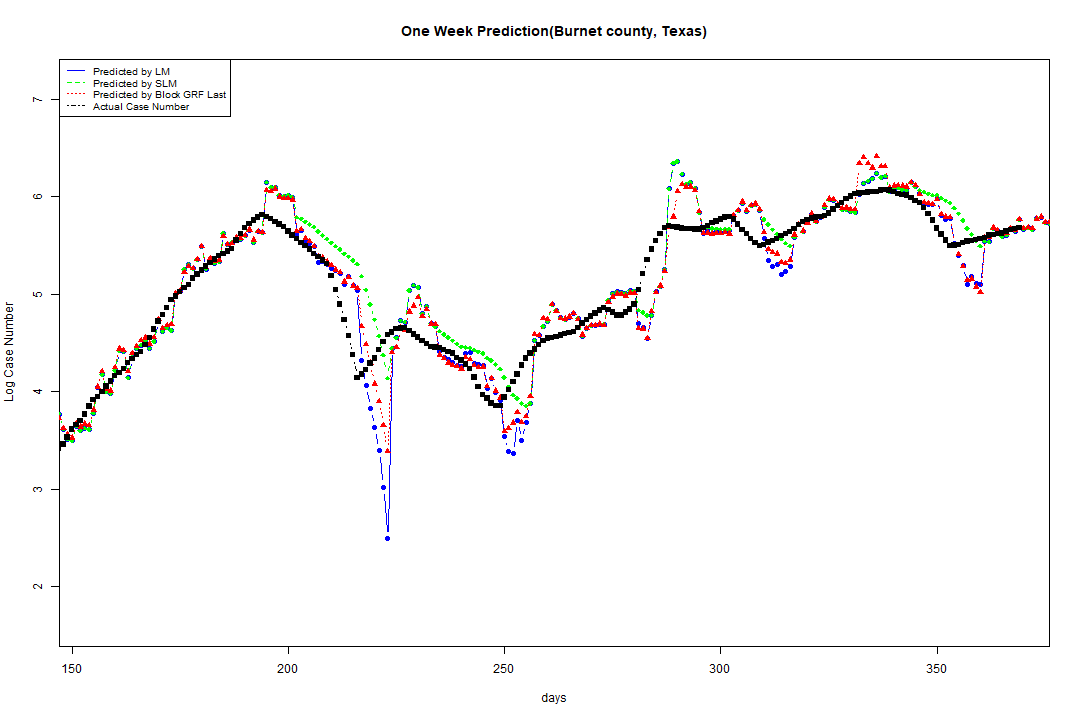 One Week Prediction(Burnet county, Texas)
Predicted by LM
Predicted by SLM
Predicted by Block GRF Last
Actual Case Number
7
6
5
4
3
2
Log Case Number
150 200 250 300 350
days